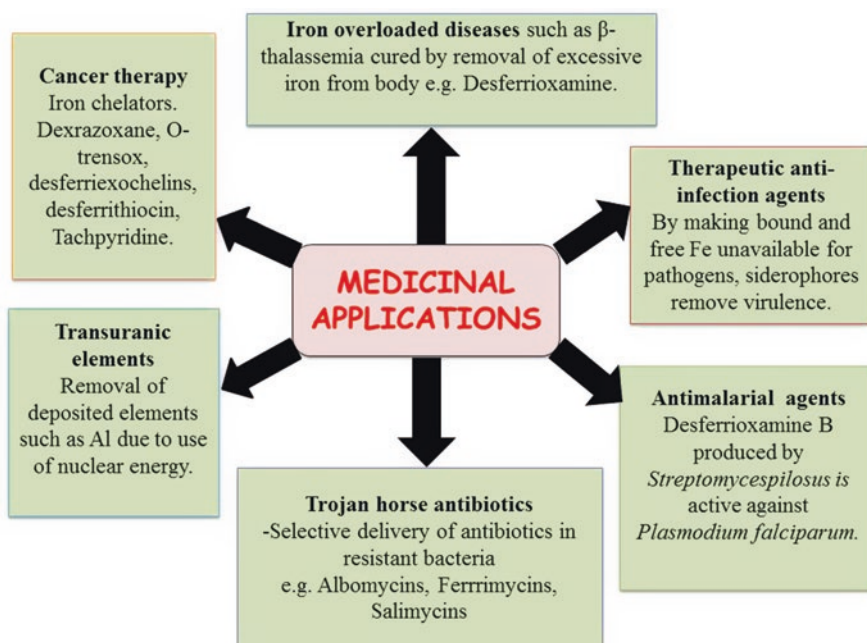 Iron overloaded diseases such as β-
thalassemia cured by removal of excessive
iron from body e.g. Desferrioxamine.
Cancer therapy
Iron chelators.
Dexrazoxane, O-
trensox,
desferriexochelins,
desferrithiocin,
Tachpyridine.
Therapeutic anti-
infection agents
By making bound and
free Fe unavailable for
pathogens, siderophores
remove virulence.
MEDICINAL
APPLICATIONS
Transuranic
elements
Removal of
deposited elements
such as Al due to use
of nuclear energy.
Antimalarial agents
Desferrioxamine B
produced by
Streptomycespilosus is
active against
Plasmodium falciparum.
Trojan horse antibiotics
-Selective delivery of antibiotics in
resistant bacteria
e.g. Albomycins, Ferrrimycins,
Salimycins